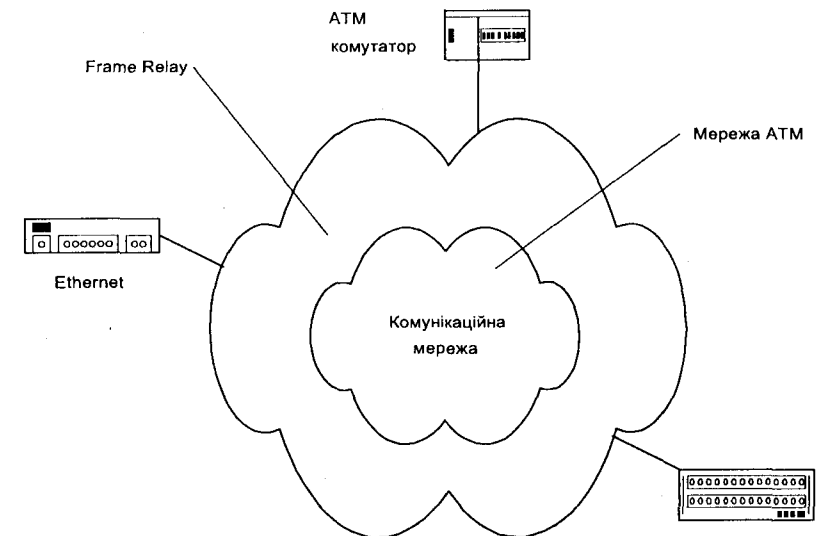 АТМ
комутатор
Frame Relay
Мережа АТМ
Ethernet
Комунікаційна
мережа